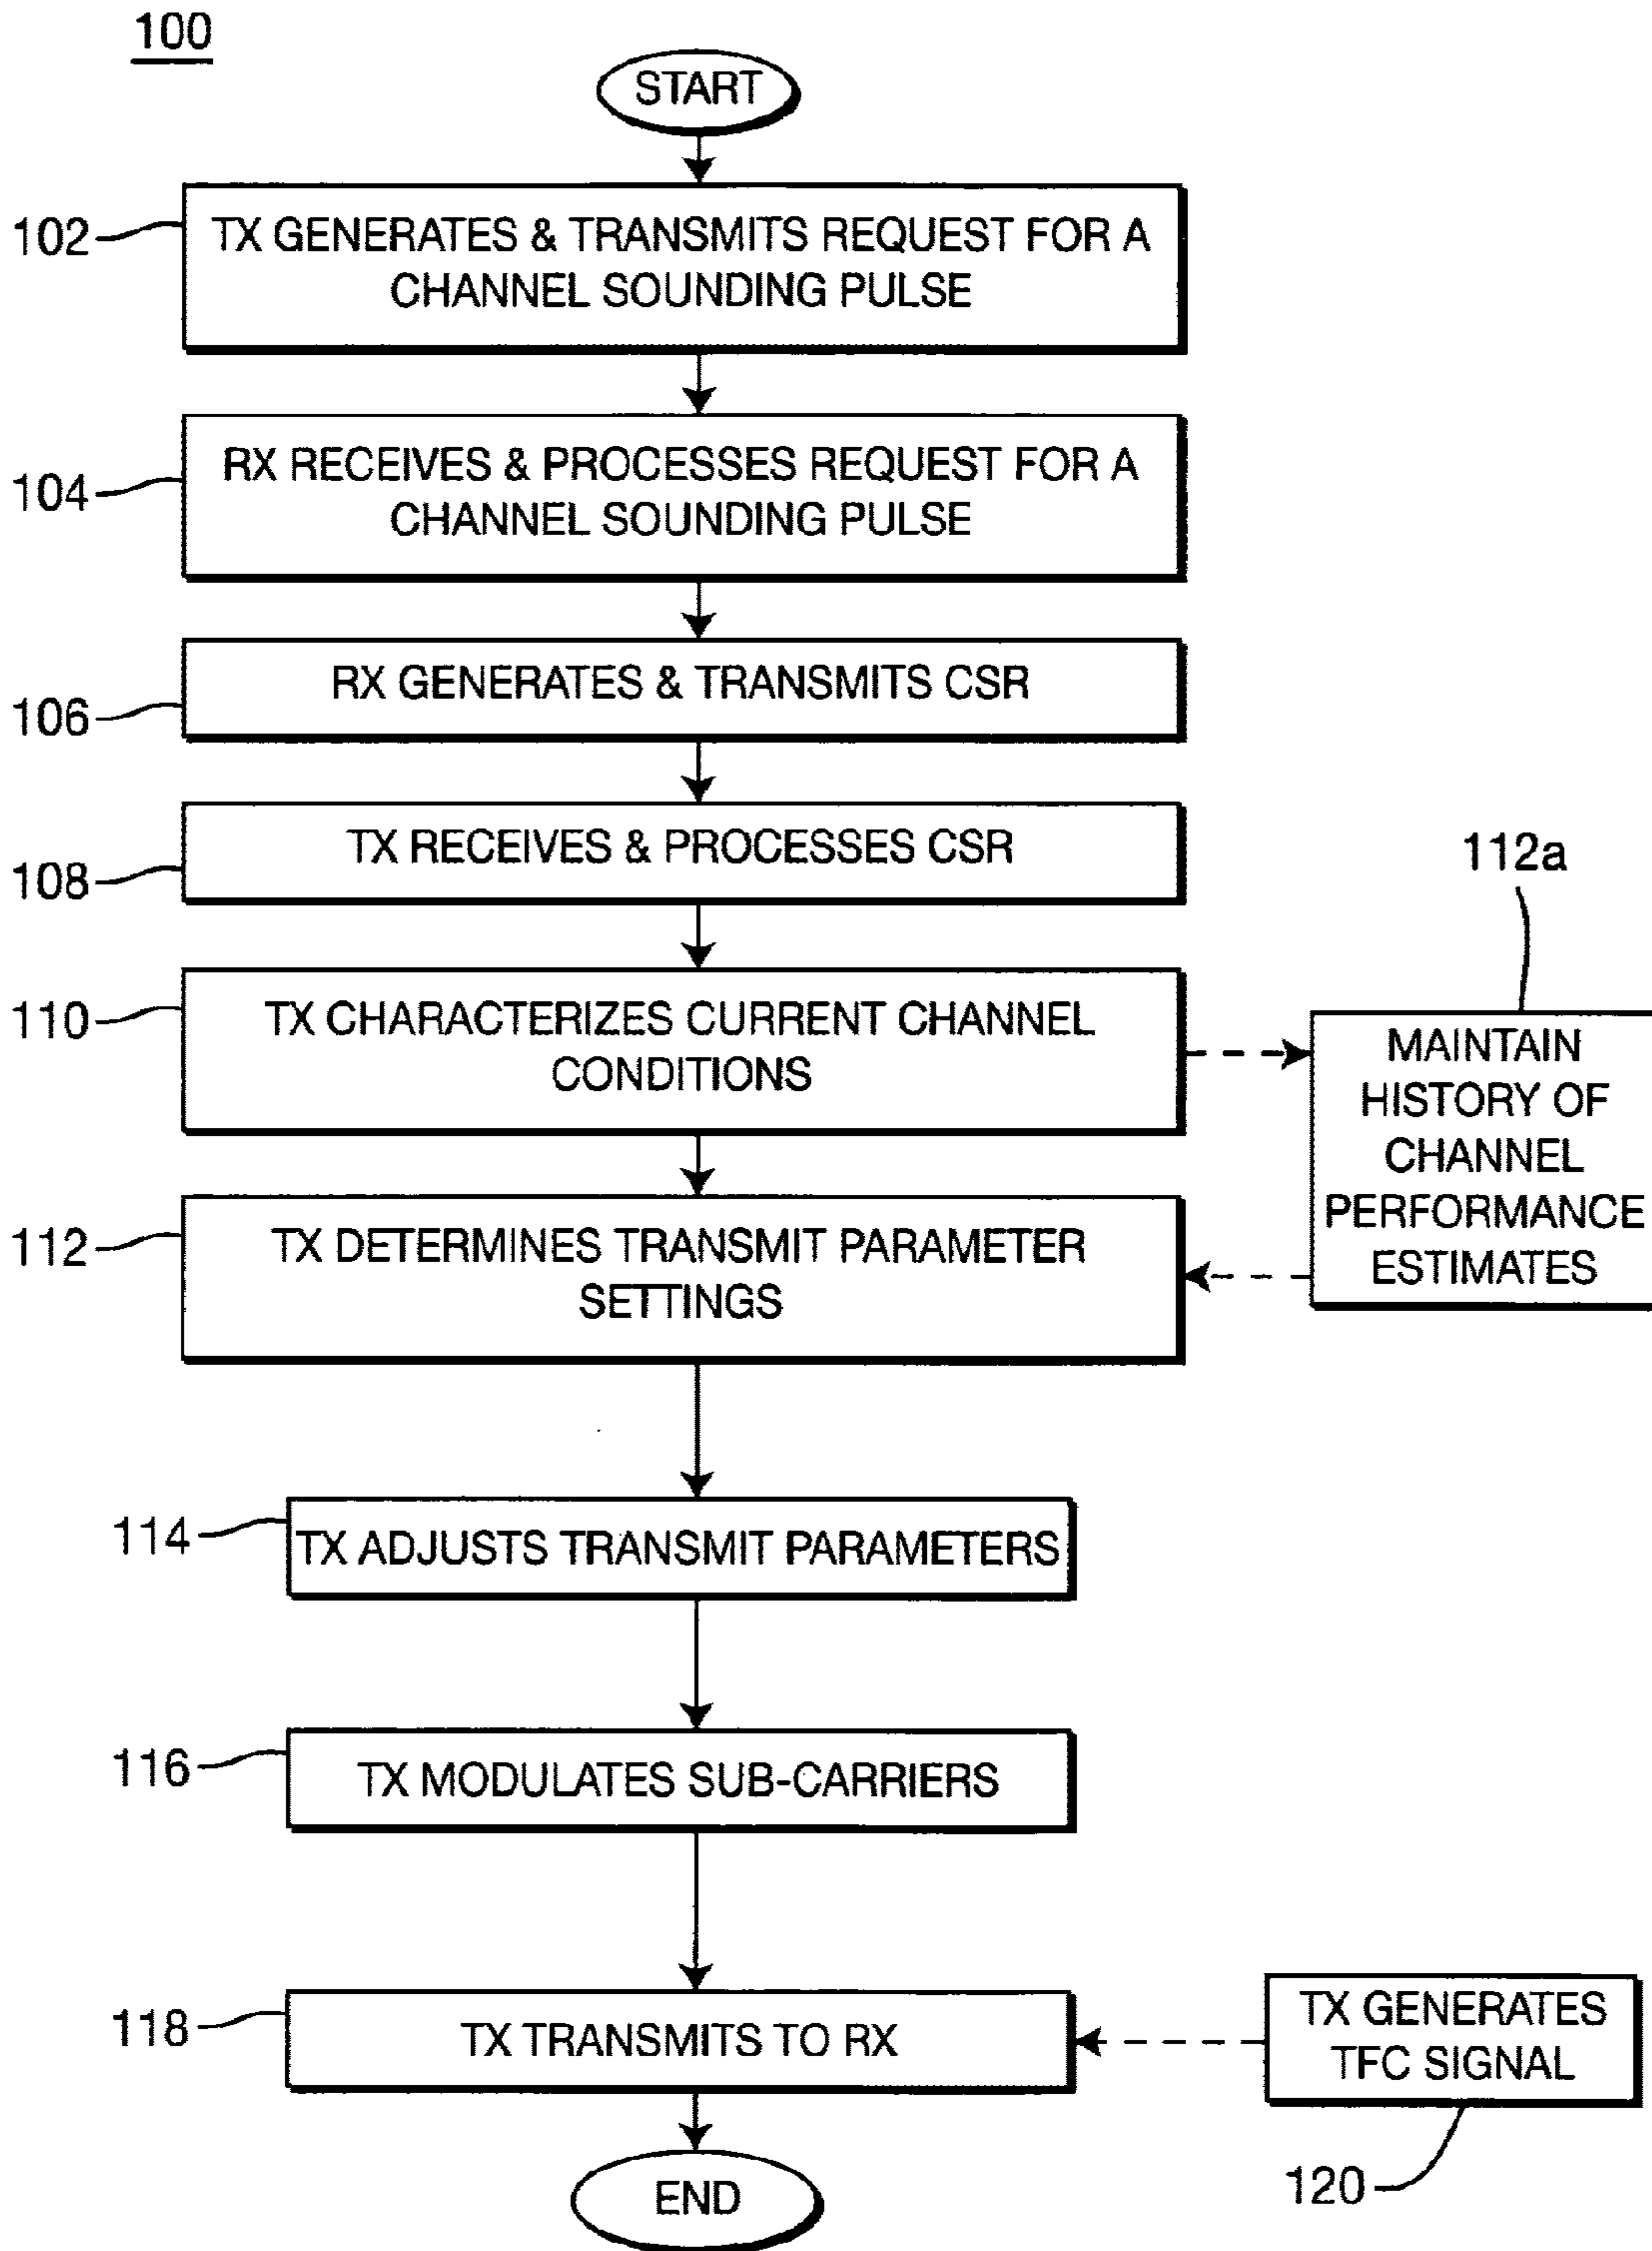 100
START
102
TX GENERATES & TRANSMITS REQUEST FOR A
CHANNEL SOUNDING PULSE
104
RX RECEIVES & PROCESSES REQUEST FOR A
CHANNEL SOUNDING PULSE
106
RX GENERATES & TRANSMITS CSR
108
TX RECEIVES & PROCESSES CSR
110
TX CHARACTERIZES CURRENT CHANNEL
CONDITIONS
112a
MAINTAIN
HISTORY OF
CHANNEL
PERFORMANCE
ESTIMATES
112
TX DETERMINES TRANSMIT PARAMETER
SETTINGS
114
TX ADJUSTS TRANSMIT PARAMETERS
116
TX MODULATES SUB-CARRIERS
118
TX TRANSMITS TO RX
TX GENERATES
TFC SIGNAL
120
END